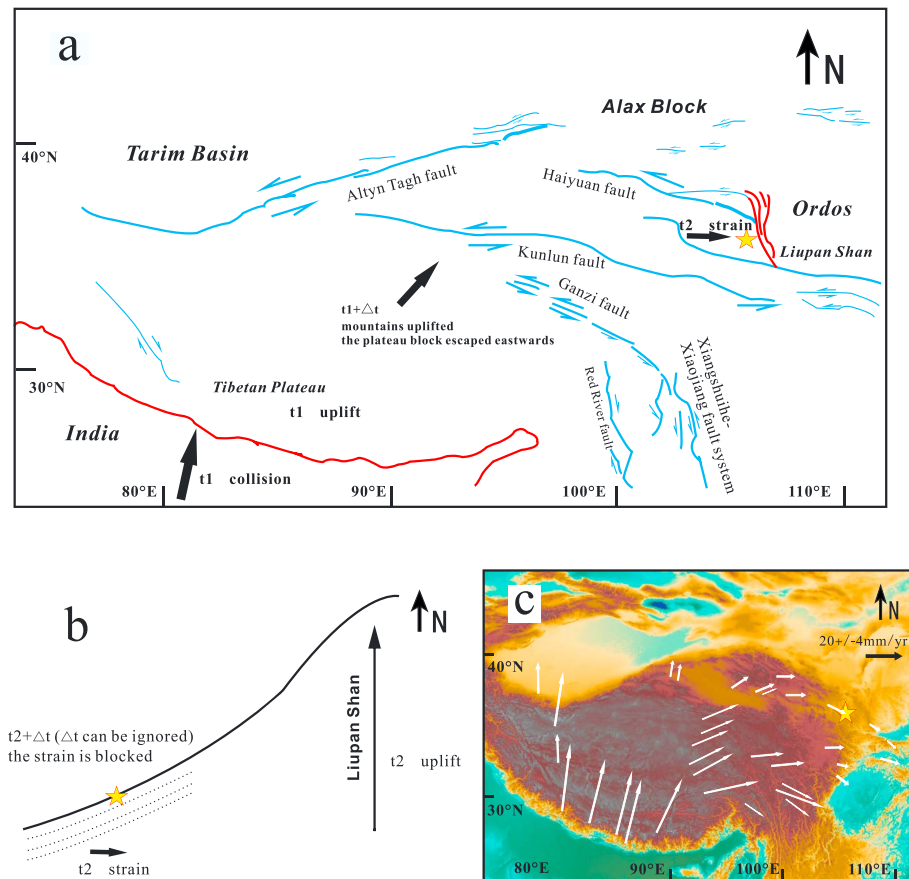 a
N
Alax Block
40°N
Tarim Basin
Altyn Tagh fault
Haiyuan fault
Ordos
t2 strain
Liupan Shan
Kunlun fault
Ganzi fault
t1+△t
mountains uplifted
the plateau block escaped eastwards
30°N
Tibetan Plateau
t1 uplift
Red River fault
Xiangshuihe-
Xiaojiang fault system
India
t1 collision
80°E
90°E
100°E
110°E
b
N
Liupan Shan
t2+△t (△t can be ignored)
the strain is blocked
t2 uplift
t2 strain
c
N
20+/-4mm/yr
40°N
30°N
80°E
90°E
100°E
110°E